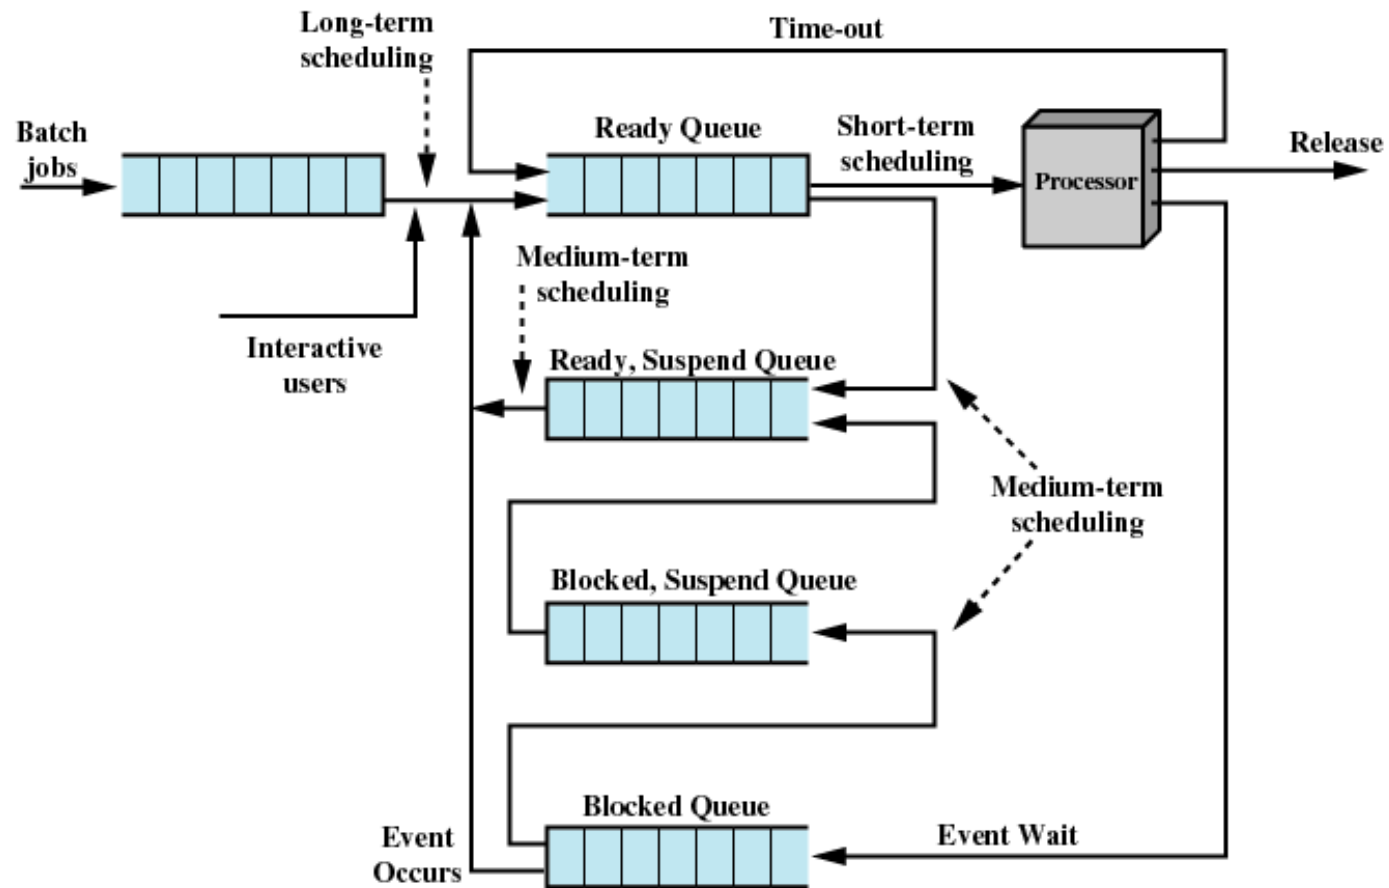 Long-term
scheduling
Time-out
Batch
jobs
Ready Queue
Short-term
scheduling
Processor
Release
Medium-term
scheduling
Interactive
users
Ready, Suspend Queue
Medium-term
scheduling
Blocked, Suspend Queue
Blocked Queue
Event
Occurs
Event Wait